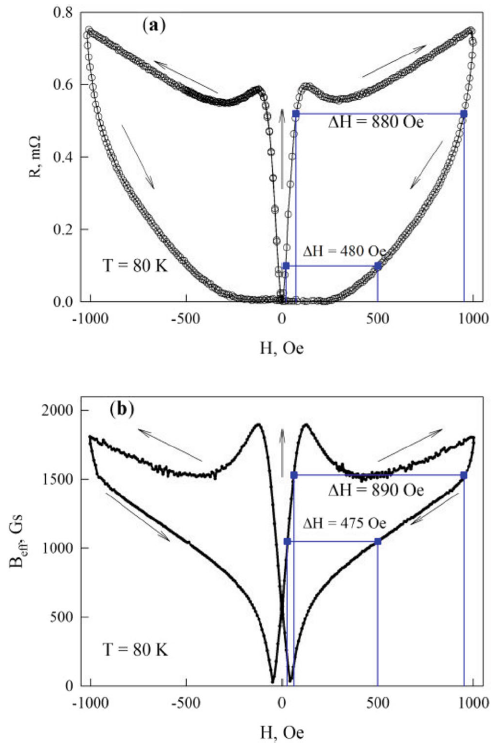 (a)
0.8
0.6
0.4
0.2
0.0
R, mΩ
ΔH = 880 Oe
ΔH = 480 Oe
T = 80 K
-1000 -500 0 500 1000
H, Oe
(b)
2000
1500
1000
500
0
B_eff, Gs
ΔH = 890 Oe
ΔH = 475 Oe
T = 80 K
-1000 -500 0 500 1000
H, Oe